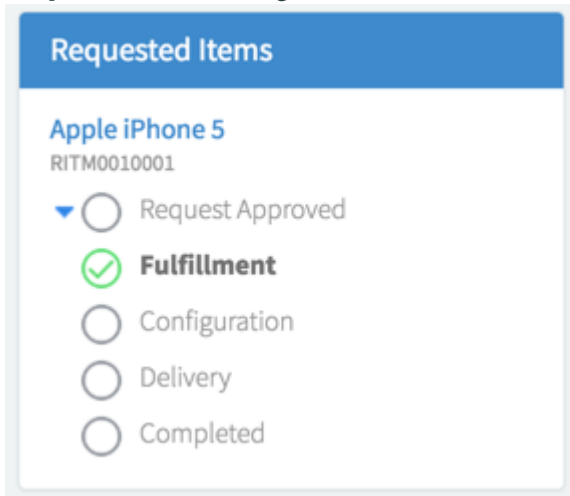 Requested Items
Apple iPhone 5
RITM0010001
Request Approved
Fulfillment
Configuration
Delivery
Completed